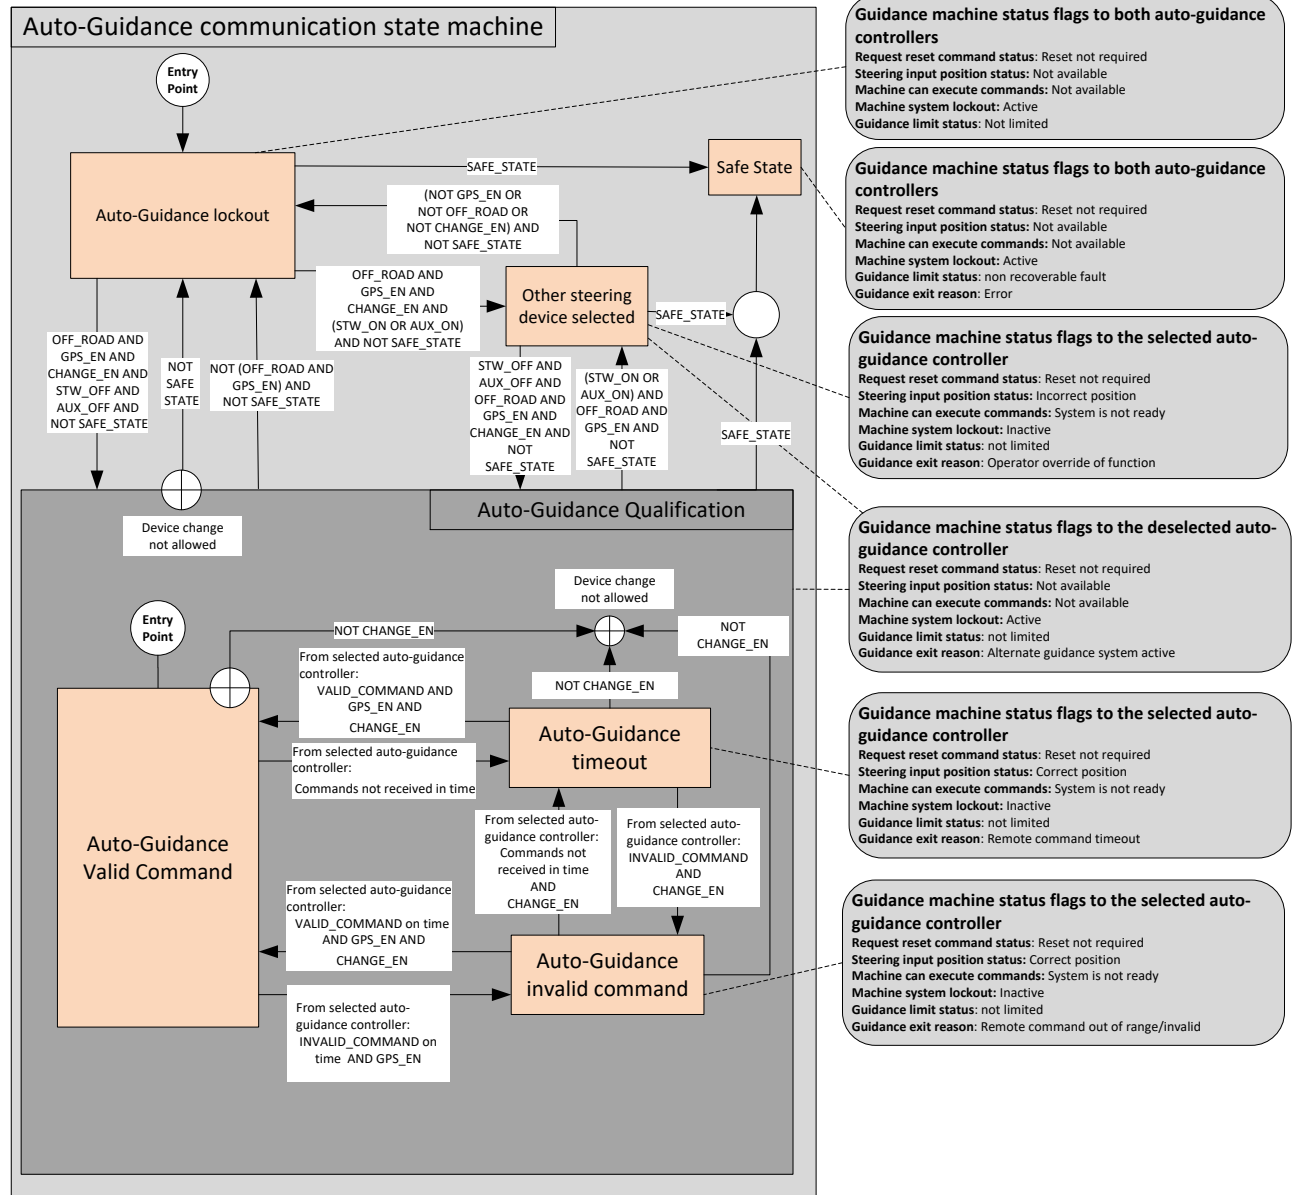 Auto-Guidance communication state machine
Entry
Point
Auto-Guidance lockout
SAFE_STATE
Safe State
(NOT GPS_EN OR
NOT OFF_ROAD OR
NOT CHANGE_EN) AND
NOT SAFE_STATE
OFF_ROAD AND
GPS_EN AND
CHANGE_EN AND
(STW_ON OR AUX_ON)
AND NOT SAFE_STATE
Other steering
device selected
SAFE_STATE
OFF_ROAD AND
GPS_EN AND
CHANGE_EN AND
STW_OFF AND
AUX_OFF AND
NOT SAFE_STATE
NOT
SAFE
STATE
NOT (OFF_ROAD AND
GPS_EN) AND
NOT SAFE_STATE
STW_OFF AND
AUX_OFF AND
OFF_ROAD AND
GPS_EN AND
CHANGE_EN AND
NOT
SAFE_STATE
(STW_ON OR
AUX_ON) AND
OFF_ROAD AND
GPS_EN AND
NOT
SAFE_STATE
SAFE_STATE
Device change
not allowed
Auto-Guidance Qualification
Entry
Point
Device change
not allowed
NOT CHANGE_EN
NOT
CHANGE_EN
NOT CHANGE_EN
From selected auto-guidance
controller:
VALID_COMMAND AND
GPS_EN AND
CHANGE_EN
From selected auto-guidance
controller:
Commands not received in time
Auto-Guidance
timeout
Auto-Guidance
Valid Command
From selected auto-
guidance controller:
Commands not
received in time
AND
CHANGE_EN
From selected auto-
guidance controller:
INVALID_COMMAND
AND
CHANGE_EN
From selected auto-guidance
controller:
VALID_COMMAND on time
AND GPS_EN AND
CHANGE_EN
Auto-Guidance
invalid command
From selected auto-
guidance controller:
INVALID_COMMAND on
time AND GPS_EN
Guidance machine status flags to both auto-guidance
controllers
Request reset command status: Reset not required
Steering input position status: Not available
Machine can execute commands: Not available
Machine system lockout: Active
Guidance limit status: Not limited
Guidance machine status flags to both auto-guidance
controllers
Request reset command status: Reset not required
Steering input position status: Not available
Machine can execute commands: Not available
Machine system lockout: Active
Guidance limit status: non recoverable fault
Guidance exit reason: Error
Guidance machine status flags to the selected auto-
guidance controller
Request reset command status: Reset not required
Steering input position status: Incorrect position
Machine can execute commands: System is not ready
Machine system lockout: Inactive
Guidance limit status: not limited
Guidance exit reason: Operator override of function
Guidance machine status flags to the deselected auto-
guidance controller
Request reset command status: Reset not required
Steering input position status: Not available
Machine can execute commands: Not available
Machine system lockout: Active
Guidance limit status: not limited
Guidance exit reason: Alternate guidance system active
Guidance machine status flags to the selected auto-
guidance controller
Request reset command status: Reset not required
Steering input position status: Correct position
Machine can execute commands: System is not ready
Machine system lockout: Inactive
Guidance limit status: not limited
Guidance exit reason: Remote command timeout
Guidance machine status flags to the selected auto-
guidance controller
Request reset command status: Reset not required
Steering input position status: Correct position
Machine can execute commands: System is not ready
Machine system lockout: Inactive
Guidance limit status: not limited
Guidance exit reason: Remote command out of range/invalid